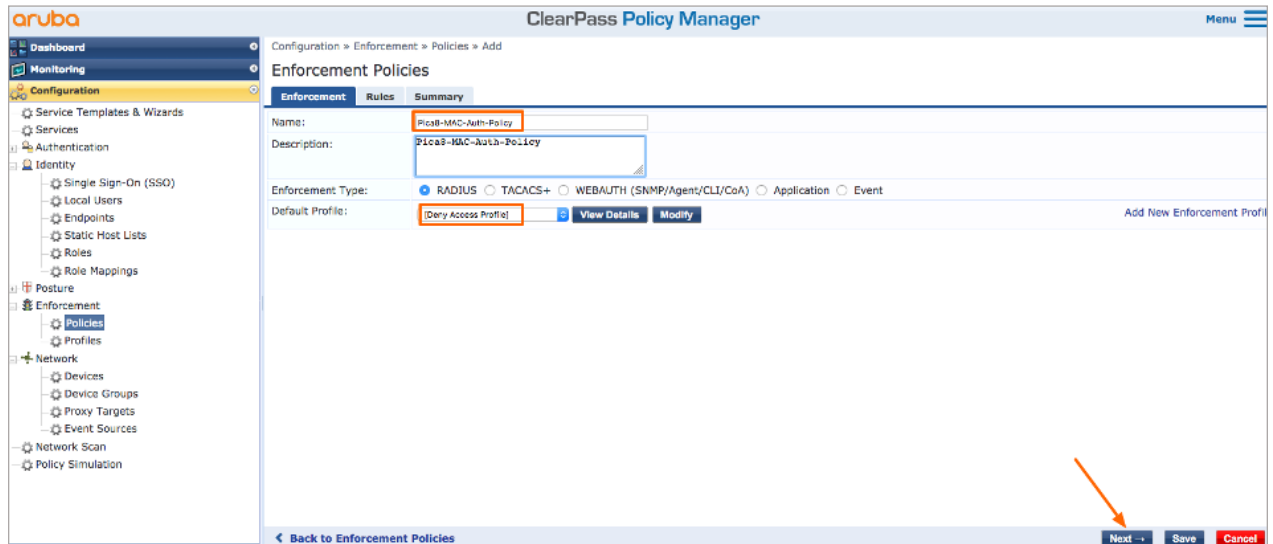 aruba
ClearPass Policy Manager
Menu
Dashboard
Monitoring
Configuration
Service Templates & Wizards
Services
Authentication
Identity
Single Sign-On (SSO)
Local Users
Endpoints
Static Host Lists
Roles
Role Mappings
Posture
Enforcement
Policies
Profiles
Network
Devices
Device Groups
Proxy Targets
Event Sources
Network Scan
Policy Simulation
Configuration » Enforcement » Policies » Add
Enforcement Policies
Enforcement Rules Summary
Name: Pica8-MAC-Auth-Policy
Description: Pica8-MAC-Auth-Policy
Enforcement Type: RADIUS TACACS+ WEBAUTH (SNMP/Agent/CLI/CoA) Application Event
Default Profile: [Deny Access Profile] View Details Modify Add New Enforcement Profil
Back to Enforcement Policies Next → Save Cancel